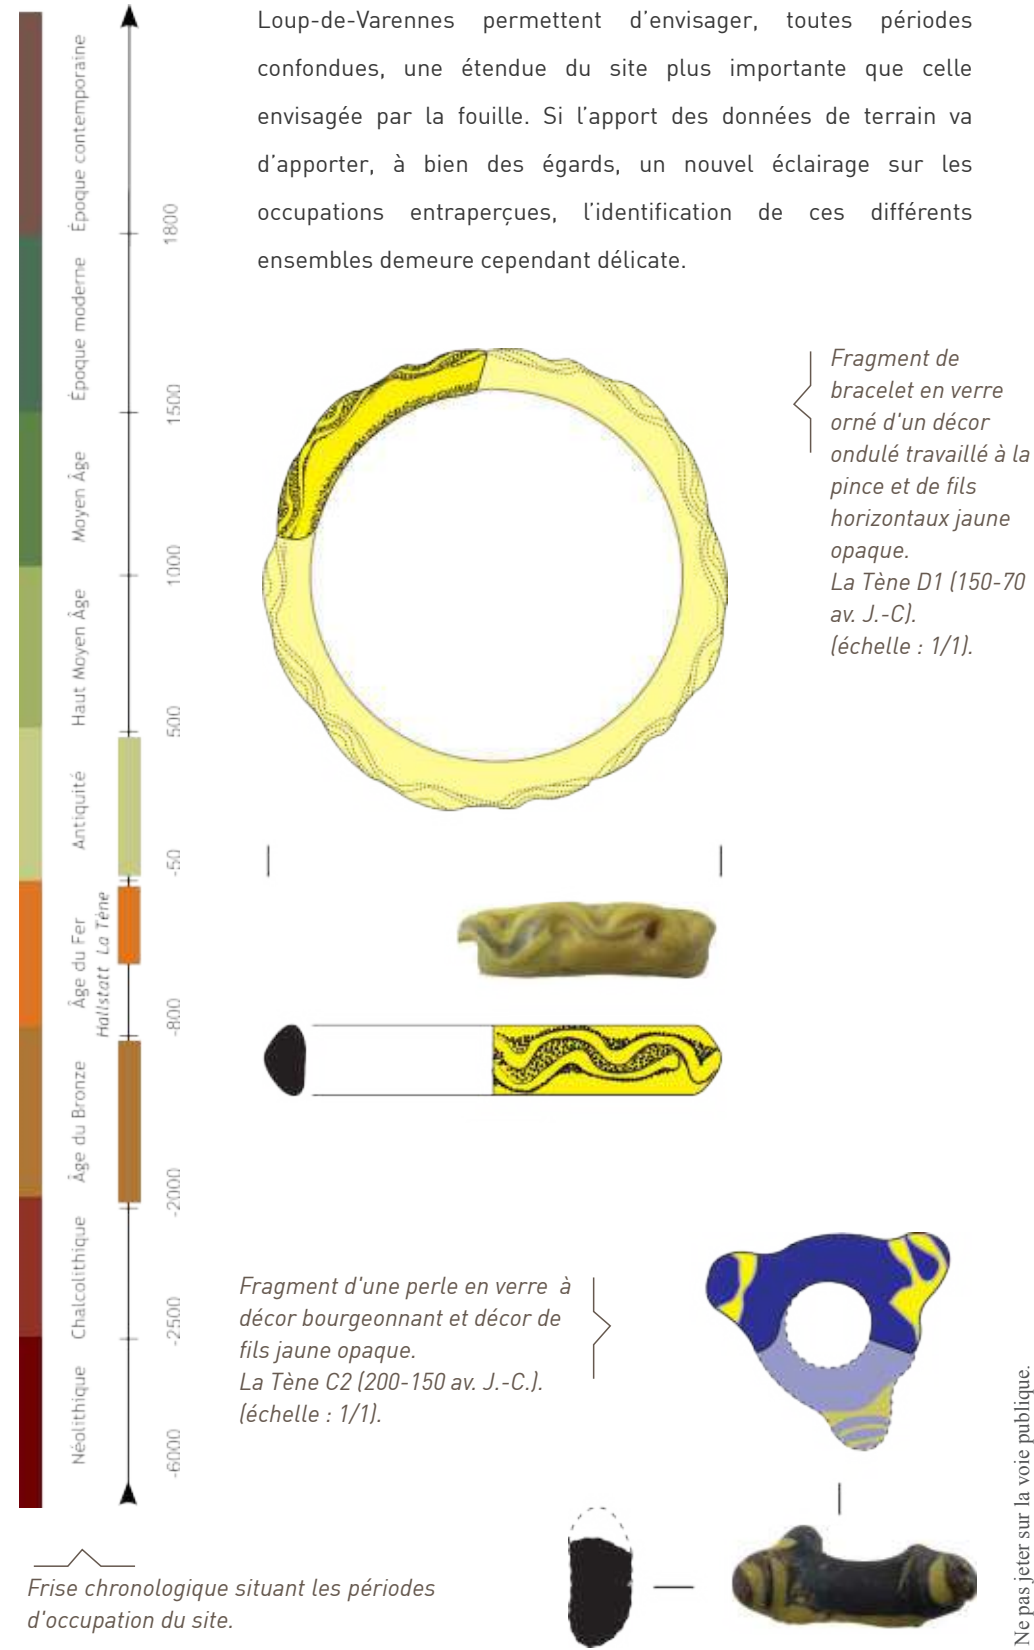 Loup-de-Varennes permettent d'envisager, toutes périodes
confondues, une étendue du site plus importante que celle
envisagée par la fouille. Si l'apport des données de terrain va
d'apporter, à bien des égards, un nouvel éclairage sur les
occupations entraperçues, l'identification de ces différents
ensembles demeure cependant délicate.
Époque contemporaine
1800
Époque moderne
1500
Moyen Âge
1000
Haut Moyen Âge
500
Antiquité
-50
Âge du Fer
Hallstatt La Tène
-800
Âge du Bronze
-2000
Chalcolithique
-2500
Néolithique
-6000
Fragment de
bracelet en verre
orné d'un décor
ondulé travaillé à la
pince et de fils
horizontaux jaune
opaque.
La Tène D1 (150-70
av. J.-C).
(échelle : 1/1).
Fragment d'une perle en verre à
décor bourgeonnant et décor de
fils jaune opaque.
La Tène C2 (200-150 av. J.-C.).
(échelle : 1/1).
Frise chronologique situant les périodes
d'occupation du site.
Ne pas jeter sur la voie publique.